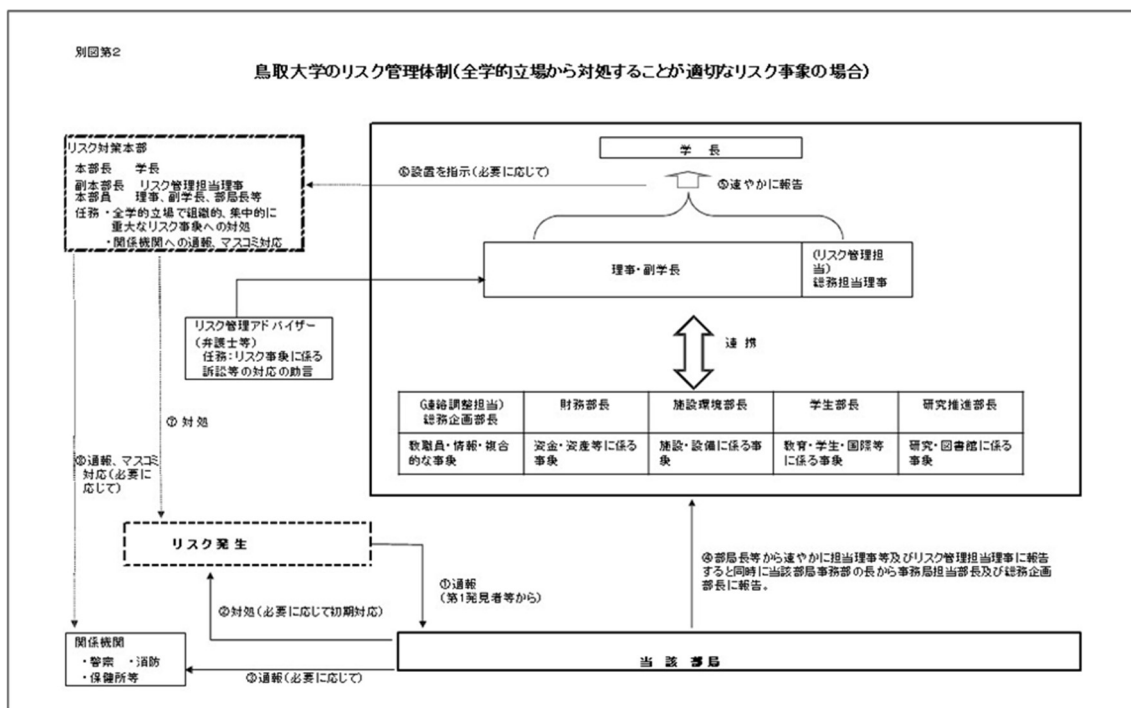 別図第2
鳥取大学のリスク管理体制(全学的立場から対処することが適切なリスク事象の場合)
リスク対策本部
本部長 学長
副本部長 リスク管理担当理事
本部員 理事、副学長、部局長等
任務・全学的立場で組織的、集中的に
重大なリスク事象への対処
・関係機関への通報、マスコミ対応
⑥設置を指示(必要に応じて)
学 長
⑤速やかに報告
理事・副学長
(リスク管理担
当)
総務担当理事
リスク管理アドバイザー
(弁護士等)
任務:リスク事象に係る
訴訟等の対応の助言
連 携
(連絡調整担当)
総務企画部長
財務部長
施設環境部長
学生部長
研究推進部長
教職員・情報・複合
的な事象
資金・資産等に係る
事象
施設・設備に係る事
象
教育・学生・国際等
に係る事象
研究・図書館に係る
事象
⑦対処
通報、マスコミ
対応(必要に
応じて)
リスク発生
①通報
(第1発見者等から)
②対処(必要に応じて初期対応)
④部局長等から速やかに担当理事等及びリスク管理担当理事に報告
すると同時に当該部局事務部の長から事務局担当部長及び総務企画
部長に報告。
関係機関
・警察 ・消防
・保健所等
③通報(必要に応じて)
当 該 部 局